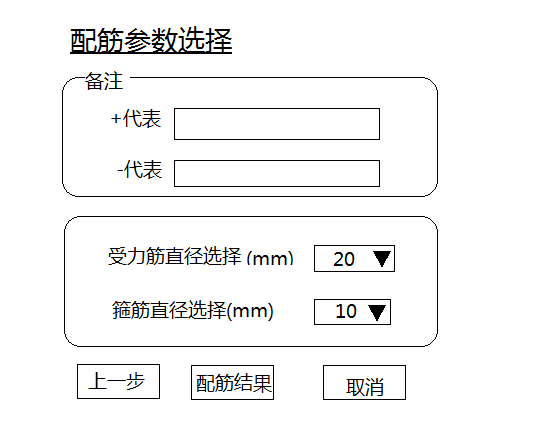 配筋参数选择
备注
+代表
-代表
受力筋直径选择 (mm) 20
箍筋直径选择(mm) 10
上一步 配筋结果 取消